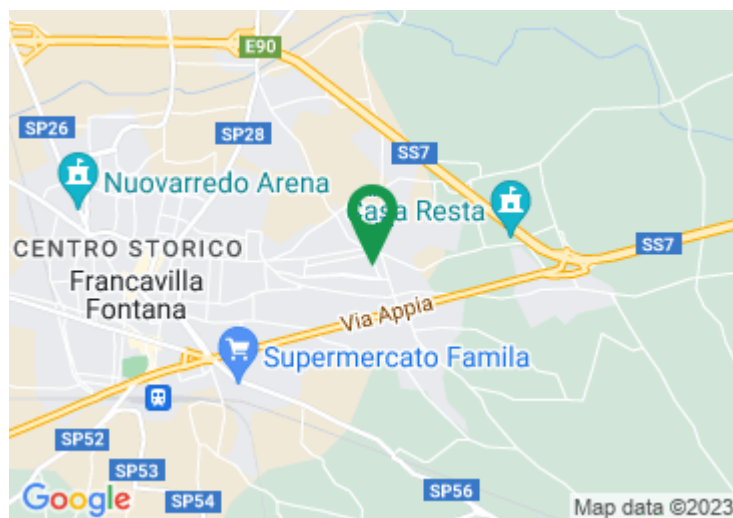 E90
SP26
SP28
SS7
Nuovarredo Arena
Casa Resta
CENTRO STORICO
SS7
Francavilla
Fontana
Via Appia
Supermercato Famila
SP52
SP53
SP56
Google
SP54
Map data ©2023